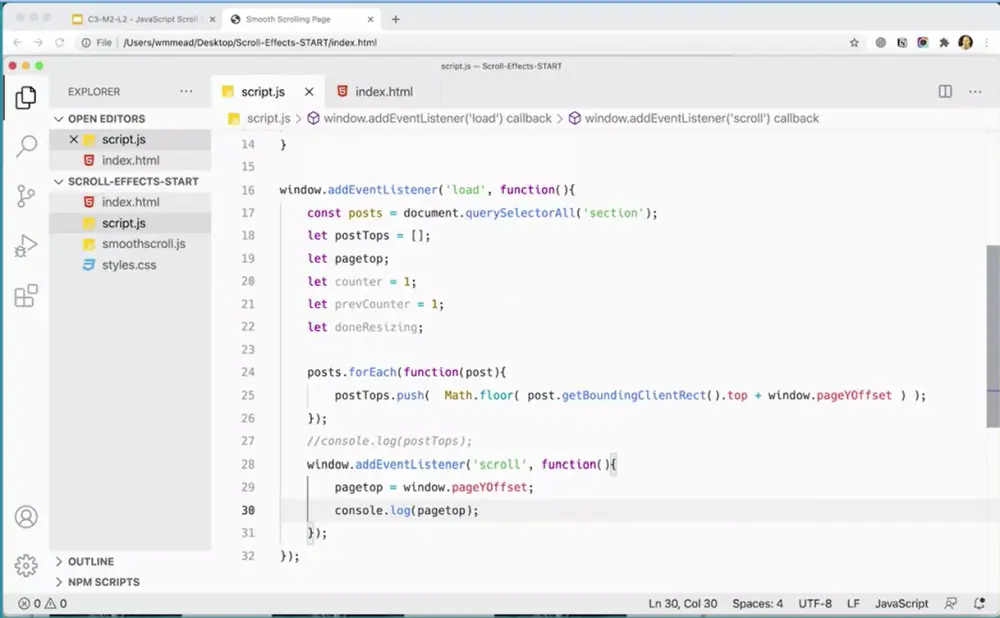 C3-M2-L2 - JavaScript Scroll
Smooth Scrolling Page
File
/Users/wmmead/Desktop/Scroll-Effects-START/index.html
script.js — Scroll-Effects-START
EXPLORER
script.js
index.html
script.js > window.addEventListener('load') callback > window.addEventListener('scroll') callback
OPEN EDITORS
script.js
index.html
SCROLL-EFFECTS-START
index.html
script.js
smoothscroll.js
styles.css
OUTLINE
NPM SCRIPTS
14 }
15
16 window.addEventListener('load', function(){
17 const posts = document.querySelectorAll('section');
18 let postTops = [];
19 let pagetop;
20 let counter = 1;
21 let prevCounter = 1;
22 let doneResizing;
23
24 posts.forEach(function(post){
25 postTops.push( Math.floor( post.getBoundingClientRect().top + window.pageYOffset ) );
26 });
27 //console.log(postTops);
28 window.addEventListener('scroll', function(){
29 pagetop = window.pageYOffset;
30 console.log(pagetop);
31 });
32 });
0 0
Ln 30, Col 30 Spaces: 4 UTF-8 LF JavaScript